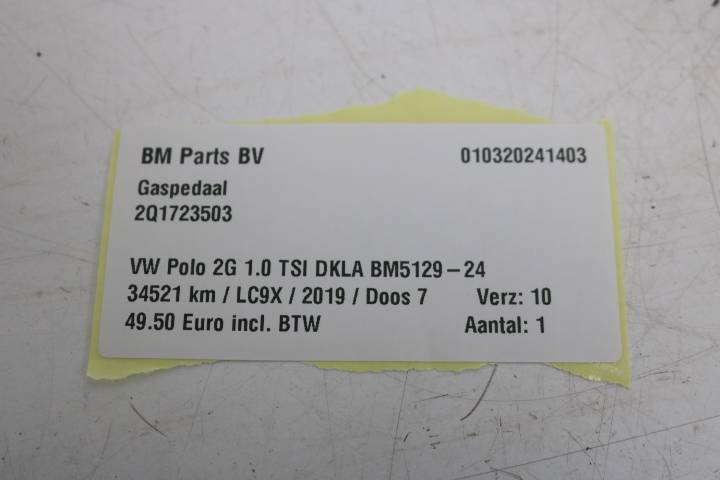 BM Parts BV 010320241403
Gaspedaal
2Q1723503
VW Polo 2G 1.0 TSI DKLA BM5129-24
34521 km / LC9X / 2019 / Doos 7 Verz: 10
49.50 Euro incl. BTW Aantal: 1